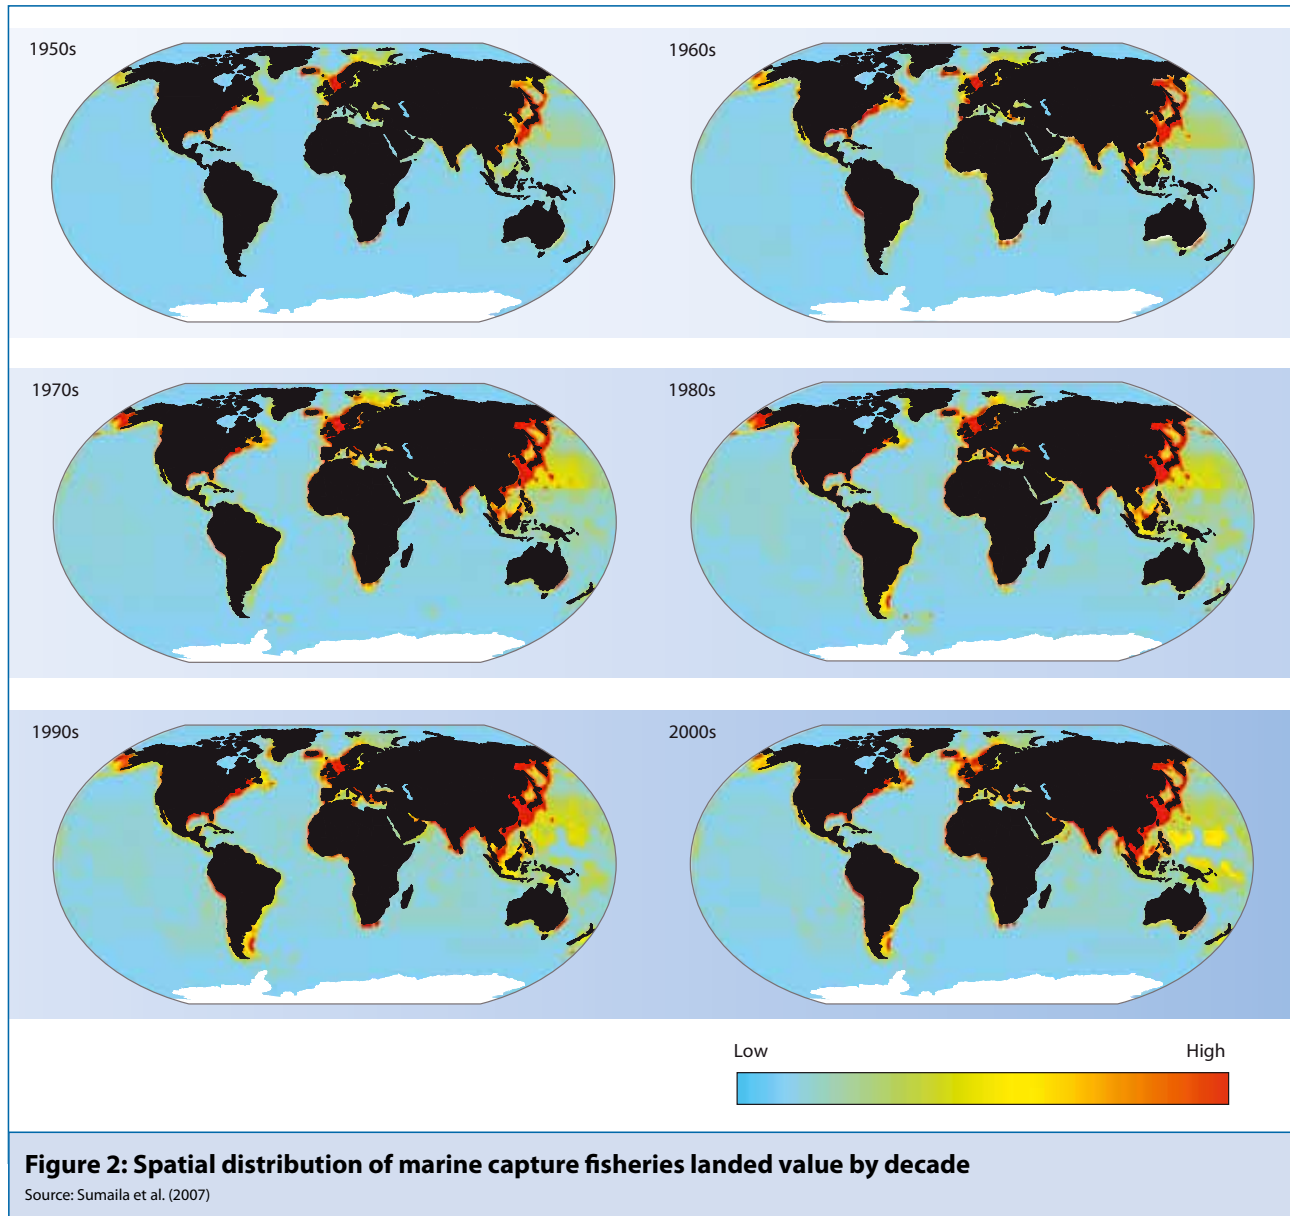 1950s
1960s
1970s
1980s
1990s
2000s
Low
High
Figure 2: Spatial distribution of marine capture fisheries landed value by decade
Source: Sumaila et al. (2007)